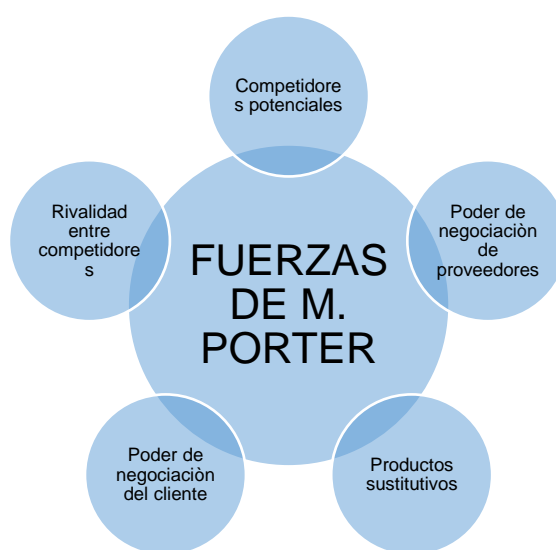 Competidore
s potenciales
Rivalidad
entre
competidore
s
Poder de
negociaciòn
de
proveedores
FUERZAS
DE M.
PORTER
Poder de
negociaciòn
del cliente
Productos
sustitutivos